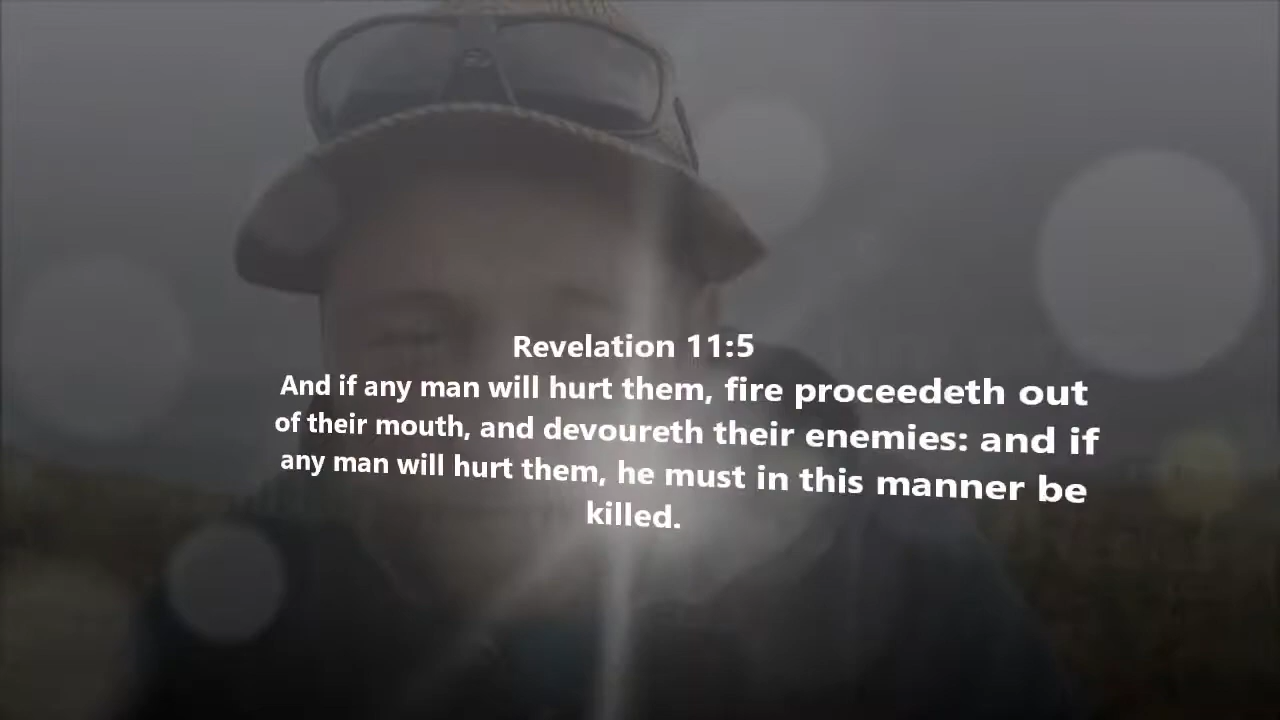 Revelation 11:5
And if any man will hurt them, fire proceedeth out
of their mouth, and devoureth their enemies: and if
any man will hurt them, he must in this manner be
killed.